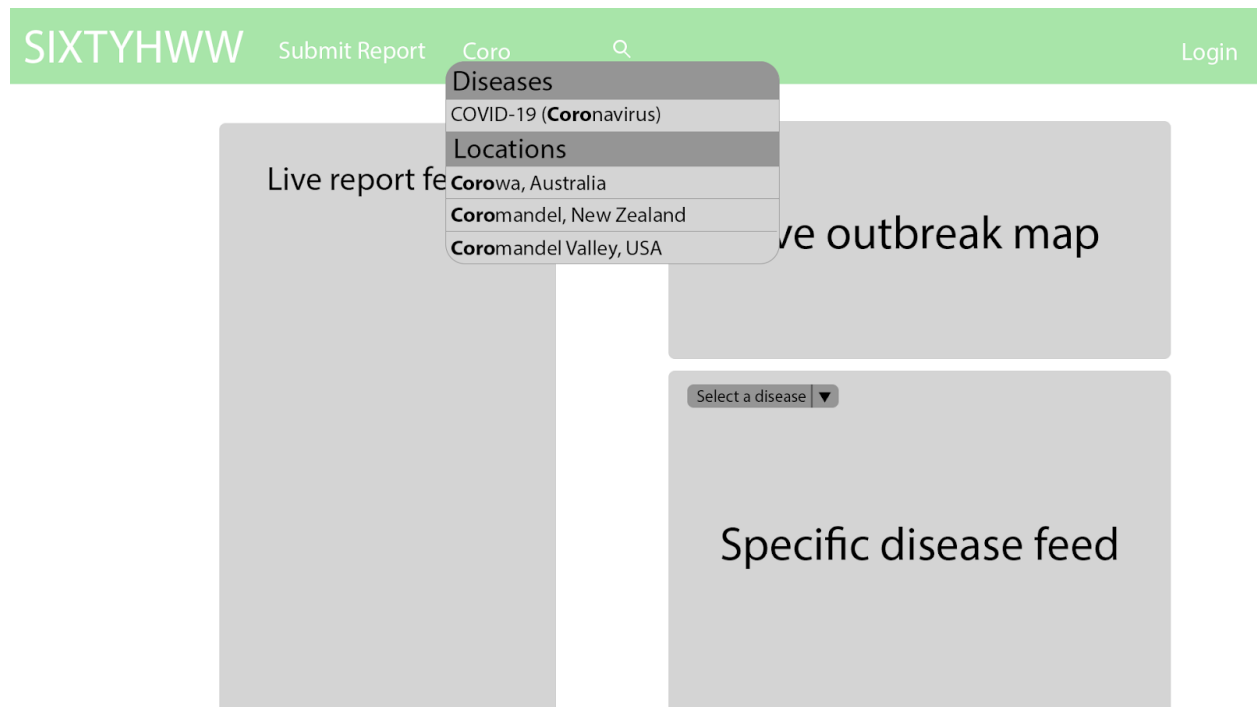 SIXTYHWW Submit Report Coro Login
Diseases
COVID-19 (Coronavirus)
Locations
Corowa, Australia
Coromandel, New Zealand
Coromandel Valley, USA
Live report fe
ve outbreak map
Select a disease
Specific disease feed